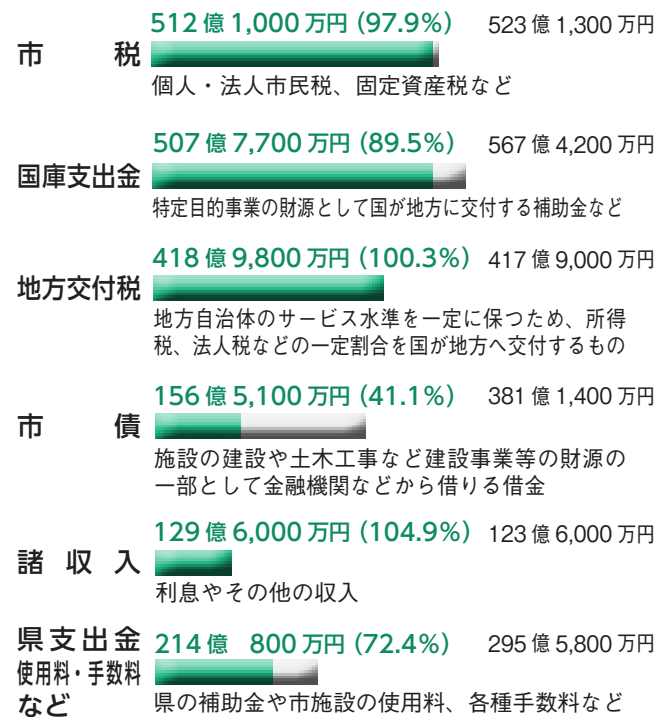 512億1,000万円(97.9%) 523億1,300万円
市税
個人・法人市民税、固定資産税など
507億7,700万円(89.5%) 567億4,200万円
国庫支出金
特定目的事業の財源として国が地方に交付する補助金など
418億9,800万円(100.3%) 417億9,000万円
地方交付税
地方自治体のサービス水準を一定に保つため、所得
税、法人税などの一定割合を国が地方へ交付するもの
156億5,100万円(41.1%) 381億1,400万円
市債
施設の建設や土木工事など建設事業等の財源の
一部として金融機関などから借りる借金
129億6,000万円(104.9%) 123億6,000万円
諸収入
利息やその他の収入
県支出金
使用料・手数料
など
214億 800万円(72.4%) 295億5,800万円
県の補助金や市施設の使用料、各種手数料など